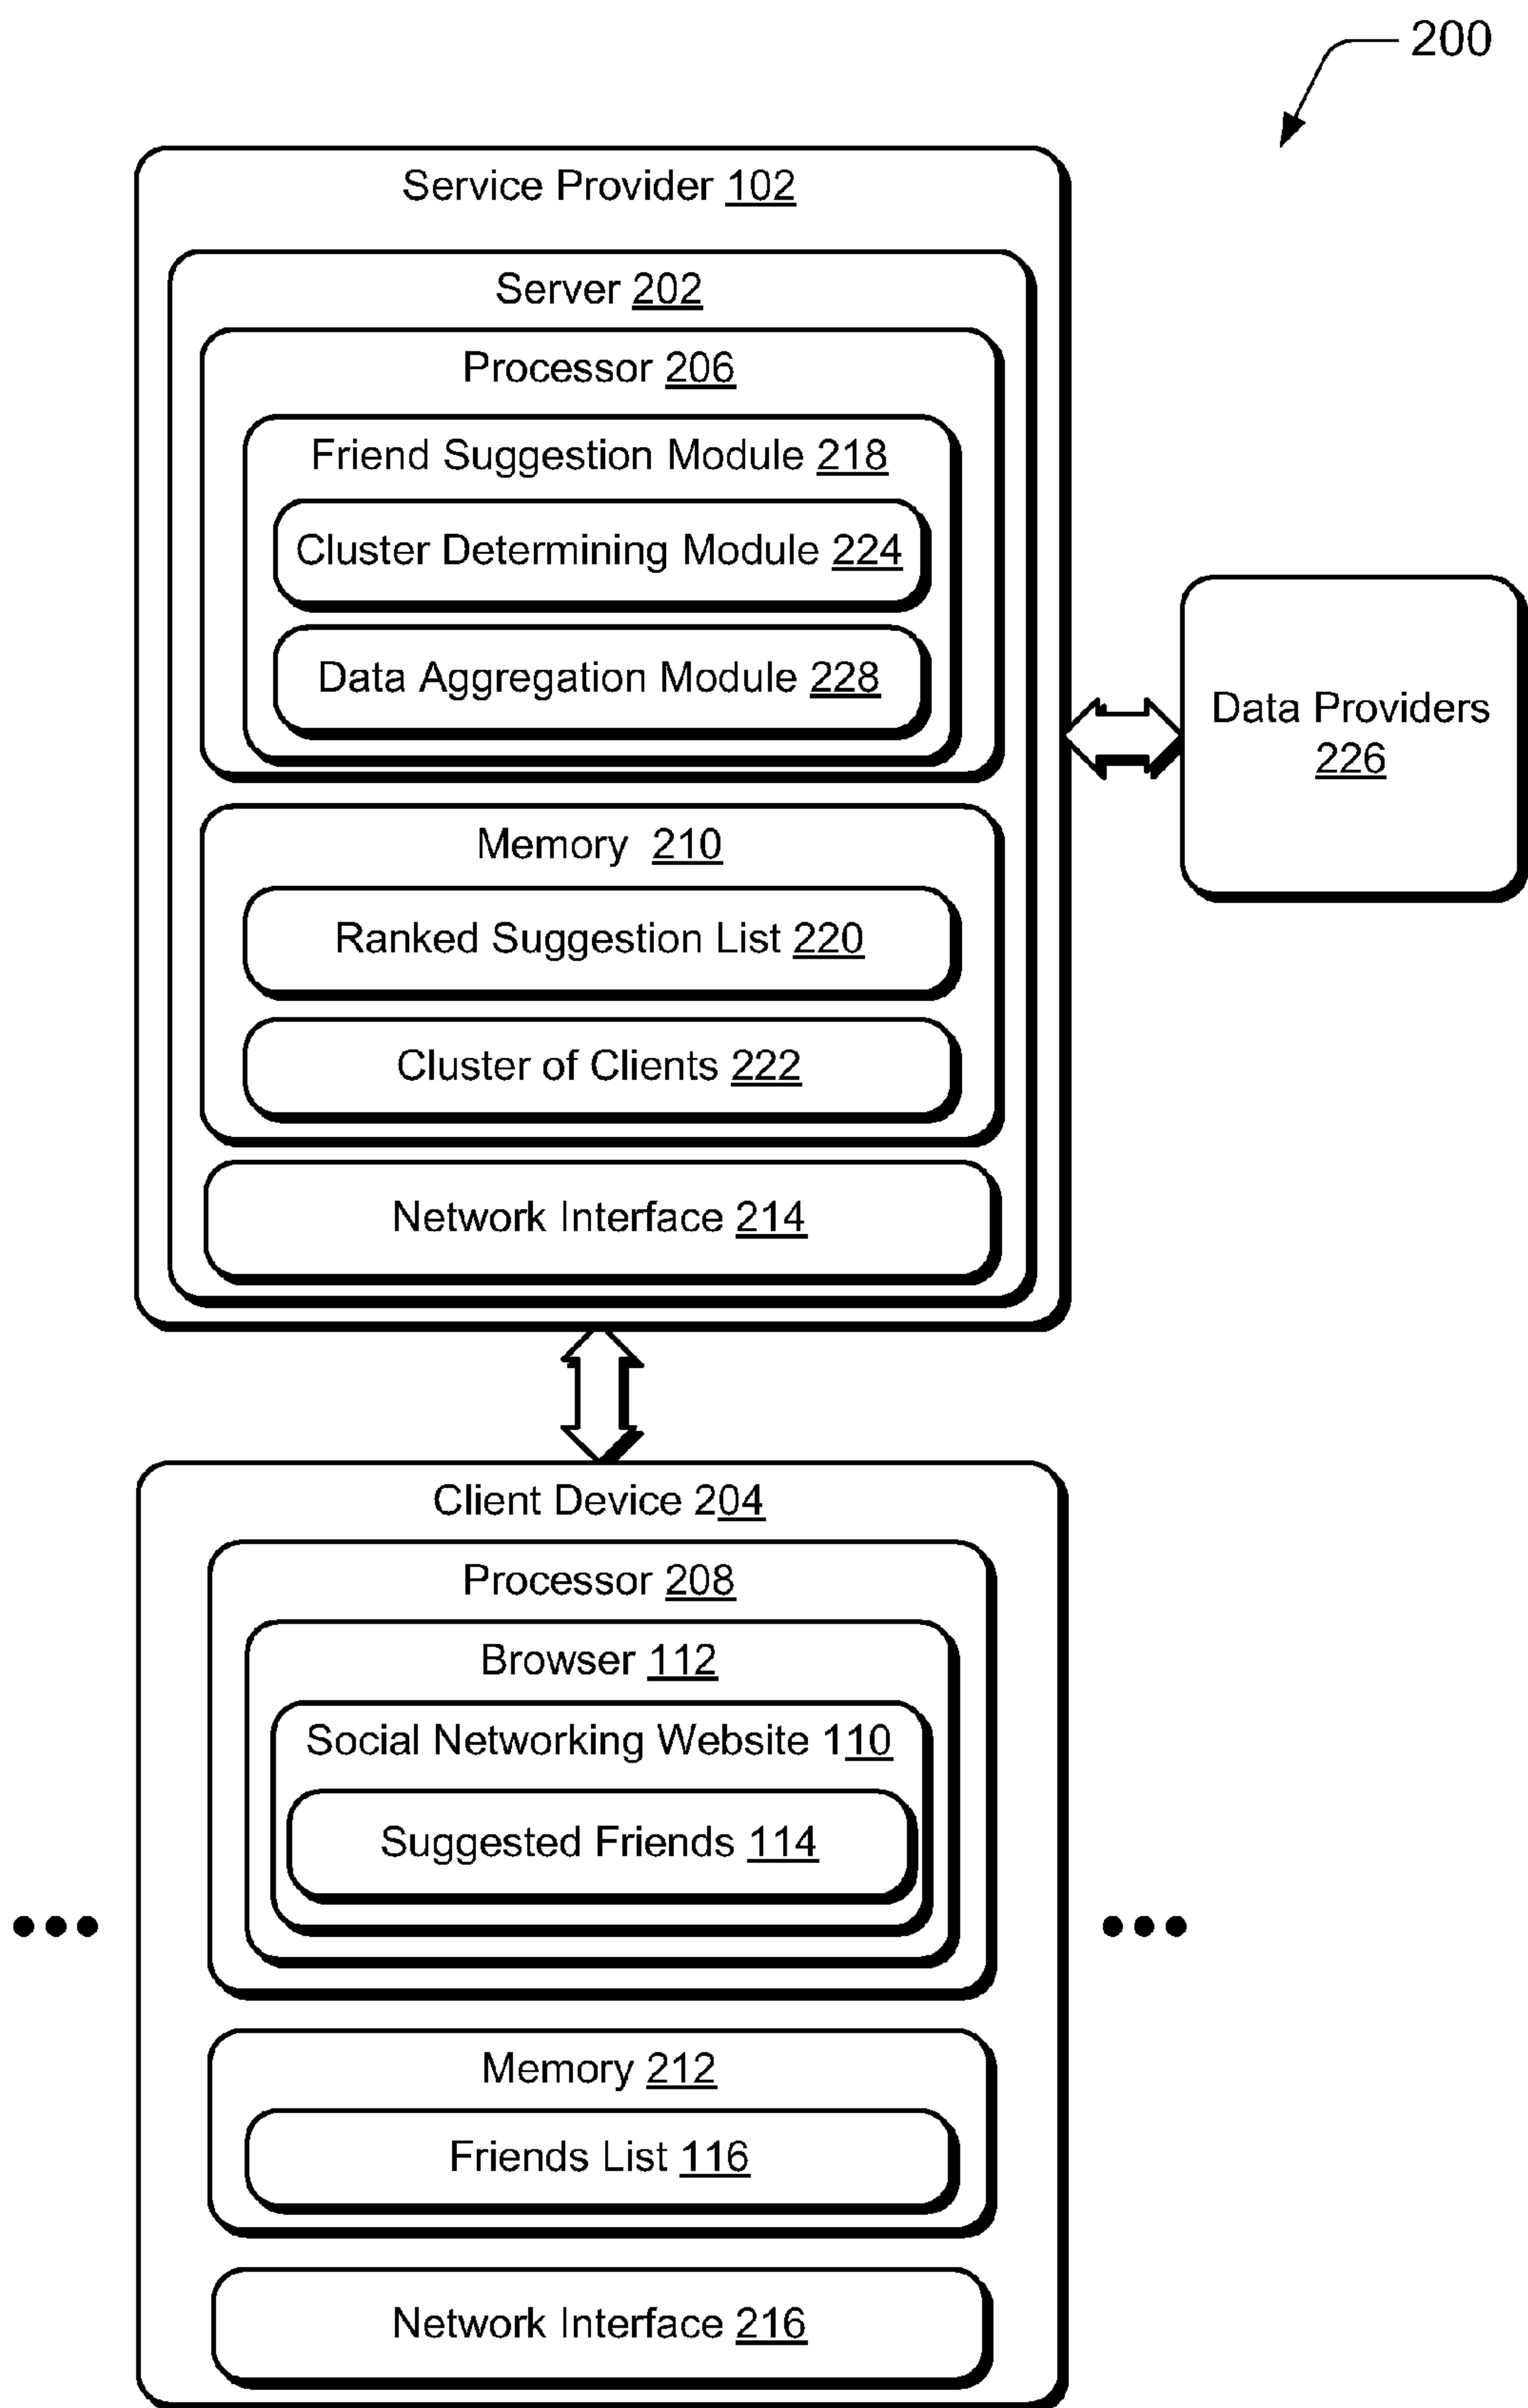 200
Service Provider 102
Server 202
Processor 206
Friend Suggestion Module 218
Cluster Determining Module 224
Data Aggregation Module 228
Data Providers
226
Memory 210
Ranked Suggestion List 220
Cluster of Clients 222
Network Interface 214
Client Device 204
Processor 208
Browser 112
Social Networking Website 110
Suggested Friends 114
Memory 212
Friends List 116
Network Interface 216